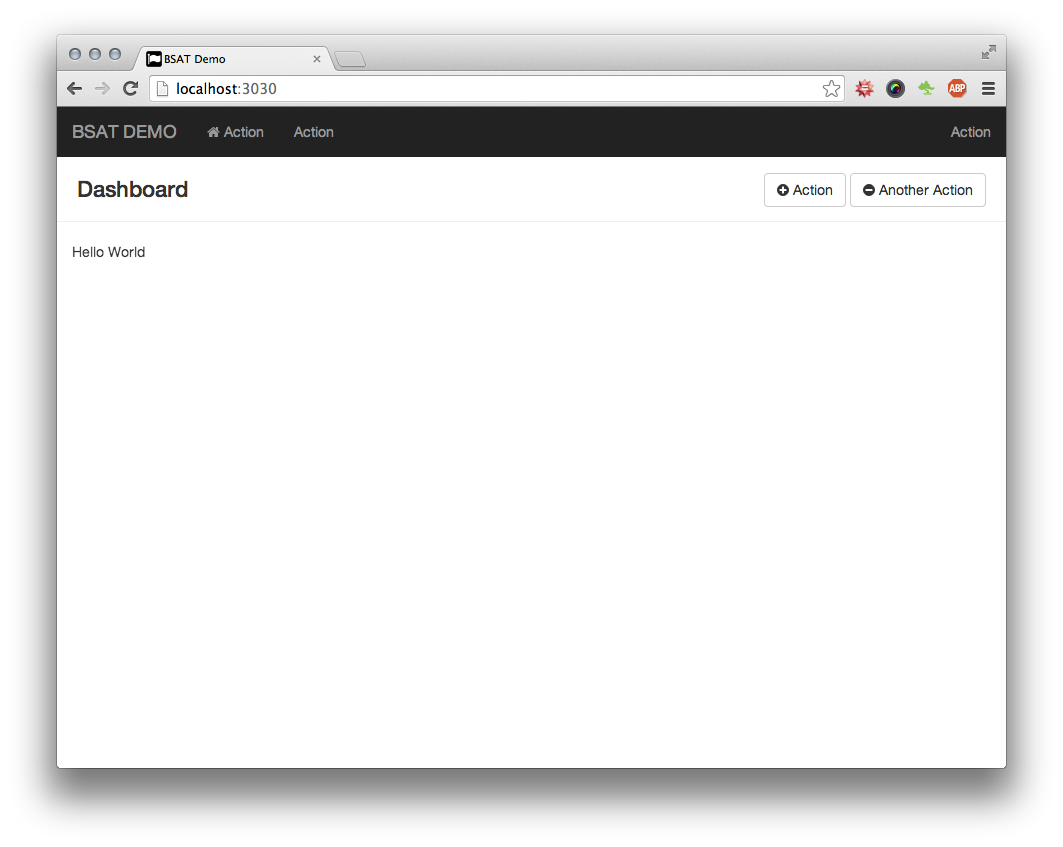 BSAT Demo
localhost:3030
ABP
BSAT DEMO Action Action Action
Dashboard Action Another Action
Hello World